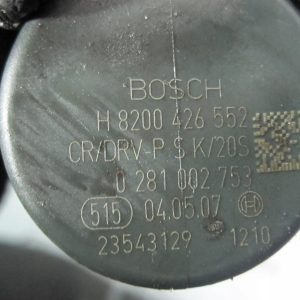 BOSCH
H 8200 426 552
CR/DRV-P S K/20S
0 281 002 753
515 04.05.07
23543129 1210